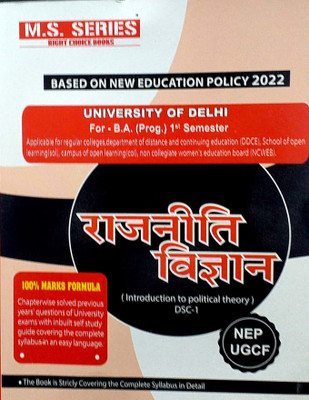 M.S. SERIES
RIGHT CHOICE BOOKS
BASED ON NEW EDUCATION POLICY 2022
UNIVERSITY OF DELHI
For - B.A. (Prog.) 1st Semester
Applicable for regular colleges,department of distance and continuing education (DDCE), School of open
learning(sol), campus of open learning(col), non collegiate women's education board (NCWEB).
राजनीति
विज्ञान
( Introduction to political theory )
DSC-1
100% MARKS FORMULA
Chapterwise solved previous
years' questions of University
exams with inbuilt self study
guide covering the complete
syllabus in an easy language.
NEP
UGCF
• The Book is Stricly Covering the Complete Syllabus in Detail